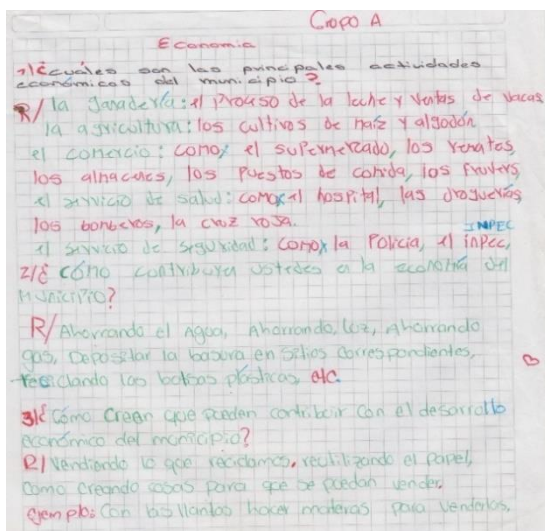 Gropo A
Economia
1/¿cuáles son las principales actividades
económicas del municipio?
R/ la ganadería: el proceso de la leche y ventas de vacas
la agricultura: los cultivos de maíz y algodón
el comercio: como, el supermercado, los remates,
los almacenes, los puestos de comida, los fruvers,
el servicio de salud: como el hospital, las droguerías,
los bomberos, la cruz roja.
INPEC
el servicio de seguridad: como la Policía, el inpec,
2/¿cómo contribuyen ustedes a la economía del
municipio?
R/ Ahorrando el agua, Ahorrando, luz, Ahorrando
gas, Depositar la basura en sitios correspondientes,
reciclando las bolsas plásticas, etc.
3/¿cómo creen que pueden contribuir con el desarrollo
económico del municipio?
R/ Vendiendo lo que reciclamos, reutilizando el papel,
como creando cosas para que se puedan vender.
ejemplo: Con las llantas hacer materas para venderlas.